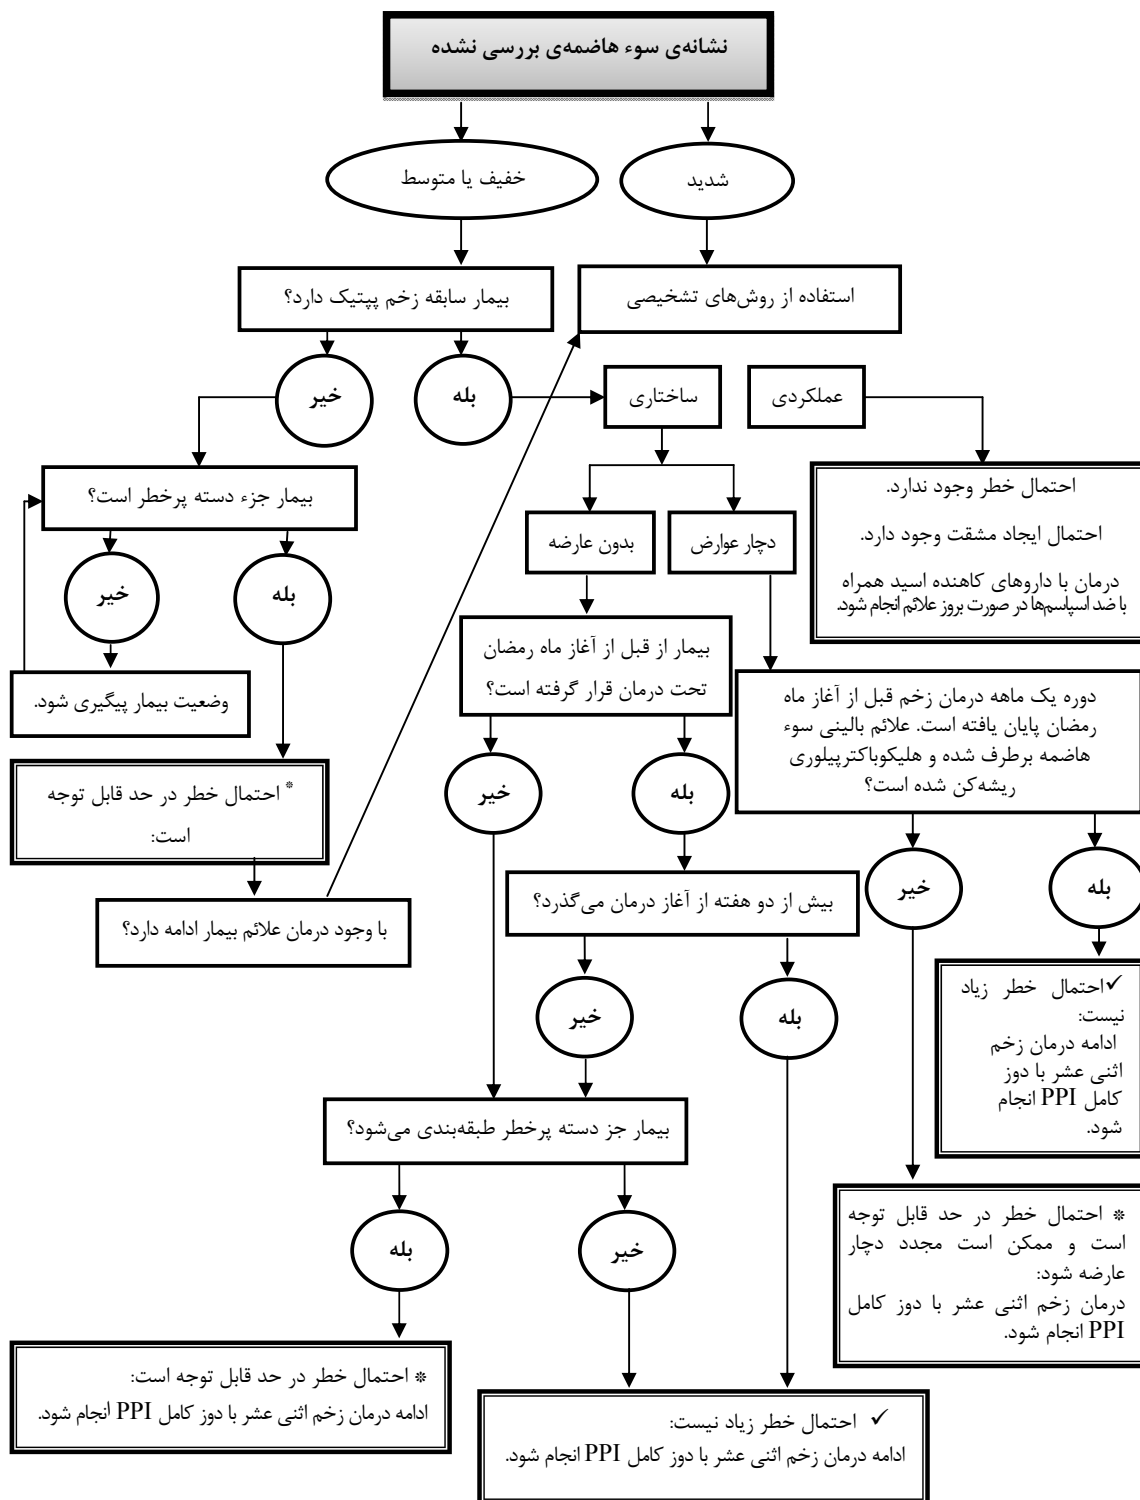 نشانه‌ی سوء هاضمه‌ی بررسی نشده
شدید
خفیف یا متوسط
استفاده از روش‌های تشخیصی
بیمار سابقه زخم پپتیک دارد؟
عملکردی
ساختاری
بله
خیر
احتمال خطر وجود ندارد.
احتمال ایجاد مشقت وجود دارد.
درمان با داروهای کاهنده اسید همراه
با ضد اسپاسم‌ها در صورت بروز علائم انجام شود.
بیمار جزء دسته پرخطر است؟
دچار عوارض
بدون عارضه
بله
خیر
بیمار از قبل از آغاز ماه رمضان
تحت درمان قرار گرفته است؟
دوره یک ماهه درمان زخم قبل از آغاز ماه
رمضان پایان یافته است. علائم بالینی سوء
هاضمه برطرف شده و هلیکوباکترپیلوری
ریشه‌کن شده است؟
وضعیت بیمار پیگیری شود.
بله
خیر
* احتمال خطر در حد قابل توجه
است:
بله
خیر
بیش از دو هفته از آغاز درمان می‌گذرد؟
با وجود درمان علائم بیمار ادامه دارد؟
✓احتمال خطر زیاد
نیست:
ادامه درمان زخم
اثنی عشر با دوز
کامل PPI انجام
شود.
بله
خیر
بیمار جز دسته پرخطر طبقه‌بندی می‌شود؟
* احتمال خطر در حد قابل توجه
است و ممکن است مجدد دچار
عارضه شود:
درمان زخم اثنی عشر با دوز کامل
PPI انجام شود.
خیر
بله
* احتمال خطر در حد قابل توجه است:
ادامه درمان زخم اثنی عشر با دوز کامل PPI انجام شود.
✓ احتمال خطر زیاد نیست:
ادامه درمان زخم اثنی عشر با دوز کامل PPI انجام شود.